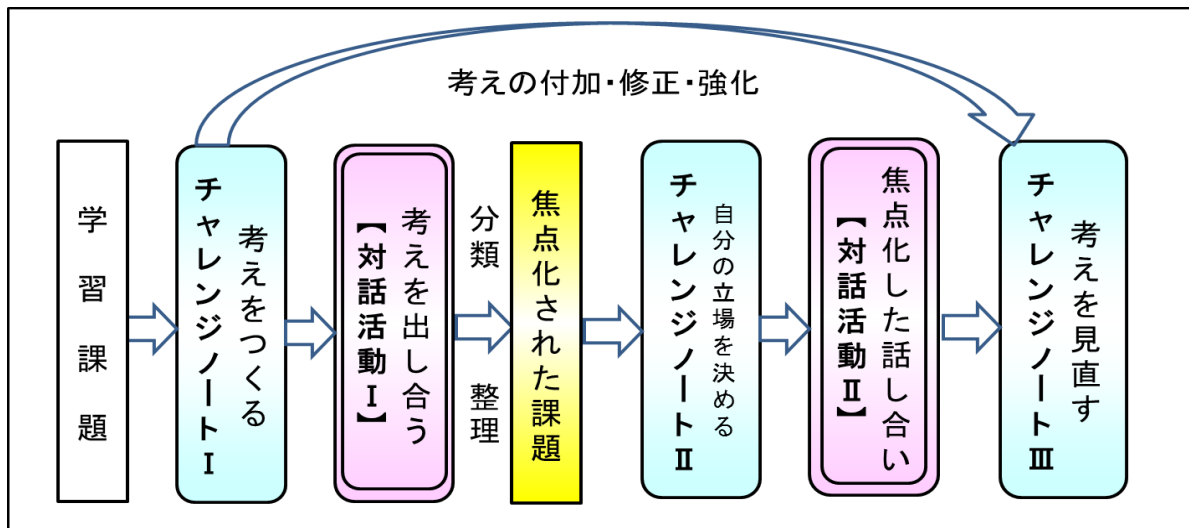 考えの付加・修正・強化
学習課題
考えをつくる
チャレンジノートⅠ
考えを出し合う
【対話活動Ⅰ】
分類 整理
焦点化された課題
自分の立場を決める
チャレンジノートⅡ
焦点化した話し合い
【対話活動Ⅱ】
考えを見直す
チャレンジノートⅢ